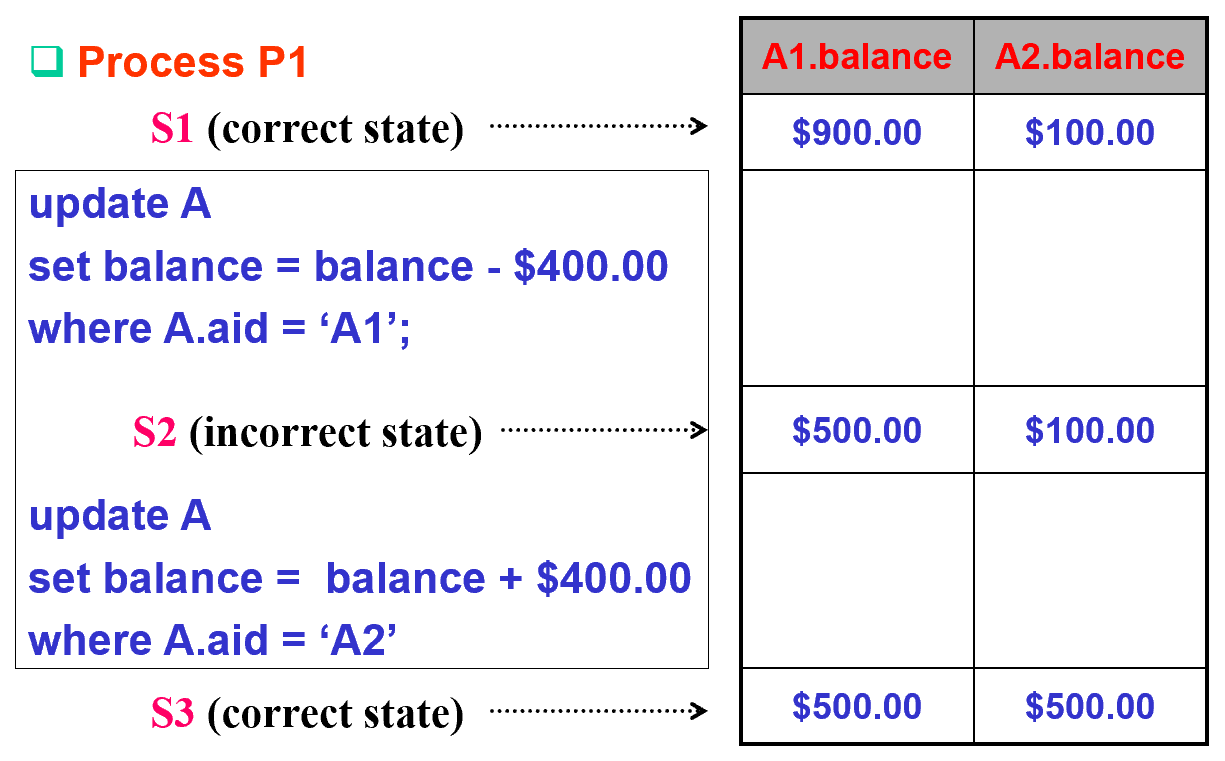 Process P1
A1.balance A2.balance
S1 (correct state) $900.00 $100.00
update A
set balance = balance - $400.00
where A.aid = ‘A1’;
S2 (incorrect state) $500.00 $100.00
update A
set balance = balance + $400.00
where A.aid = ‘A2’
S3 (correct state) $500.00 $500.00